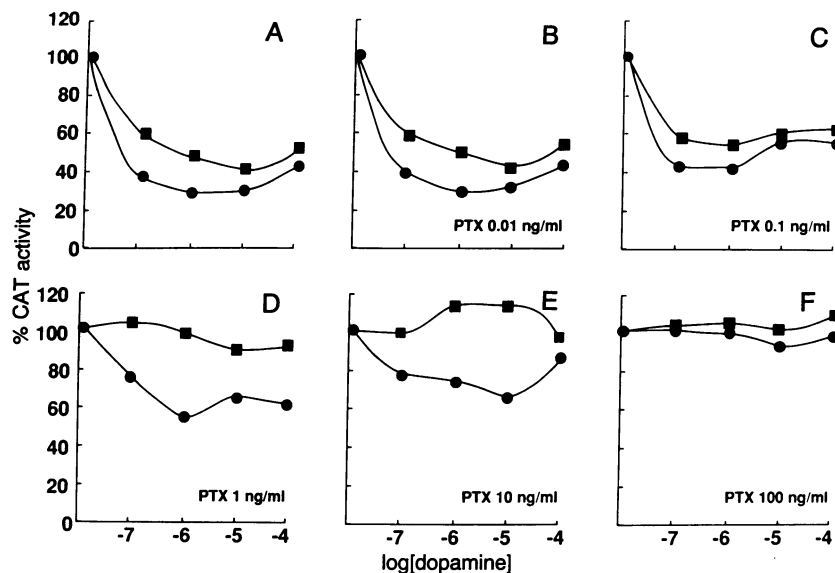 120
100
80
60
40
20
0
A
B
PTX 0.01 ng/ml
C
PTX 0.1 ng/ml
% CAT activity
120
100
80
60
40
20
0
D
PTX 1 ng/ml
-7 -6 -5 -4
E
PTX 10 ng/ml
-7 -6 -5 -4
F
PTX 100 ng/ml
-7 -6 -5 -4
log[dopamine]